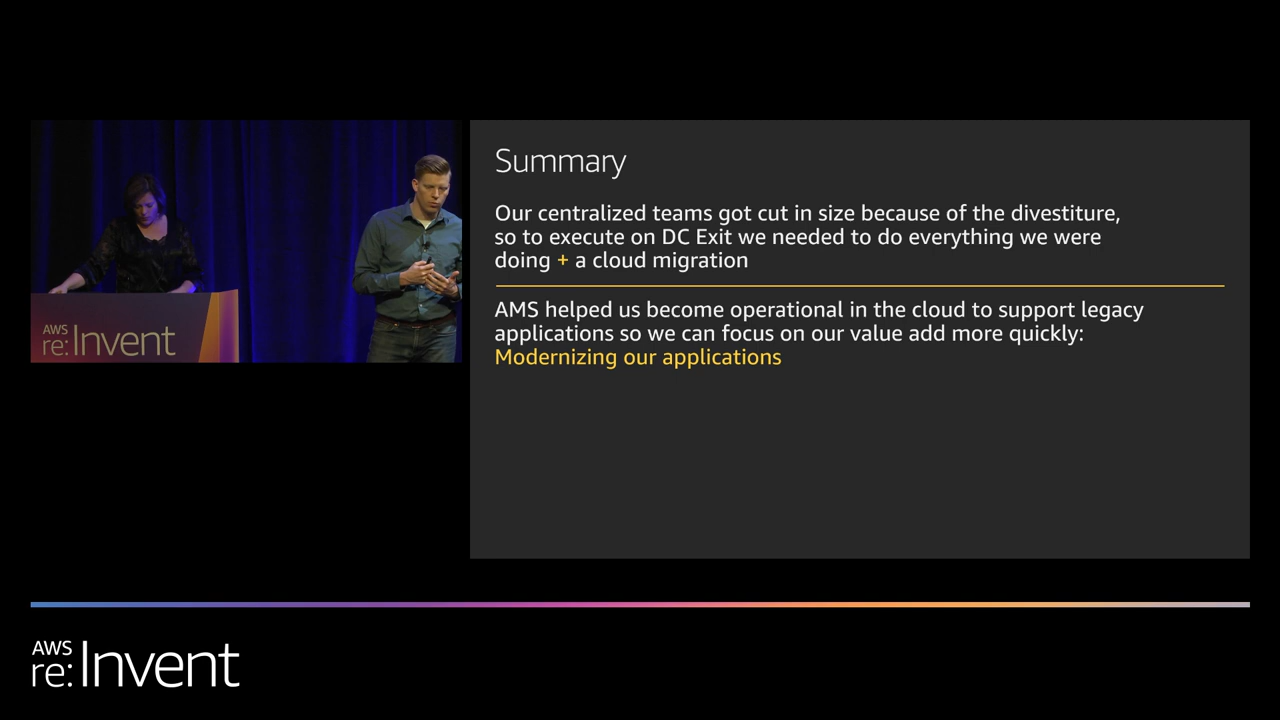 Summary
Our centralized teams got cut in size because of the divestiture,
so to execute on DC Exit we needed to do everything we were
doing + a cloud migration
AMS helped us become operational in the cloud to support legacy
applications so we can focus on our value add more quickly:
Modernizing our applications
AWS
re:Invent
AWS
re:Invent